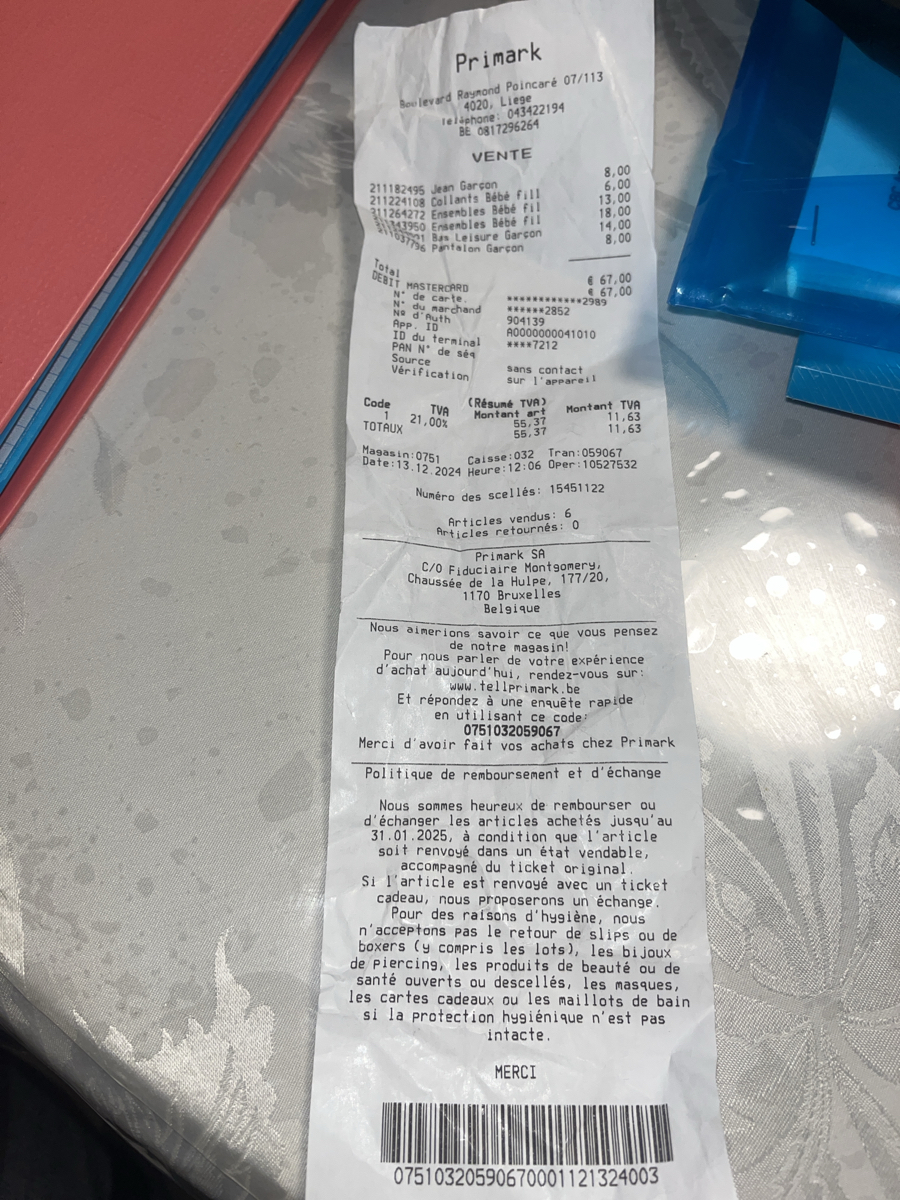 Primark
Boulevard Raymond Poincaré 07/113
4020, Liege
Téléphone: 043422194
BE 0817296264
VENTE
211182495 Jean Garçon 8,00
211224108 Collants Bébé fill 6,00
211264272 Ensembles Bébé fil 13,00
Ensembles Bébé fil 18,00
Bas Leisure Garçon 14,00
Pantalon Garçon 8,00
Total € 67,00
DEBIT MASTERCARD € 67,00
N° de carte. ************2989
N° du marchand ******2852
Nº d'Auth 904139
App. ID A0000000041010
ID du terminal ****7212
PAN N° de séq
Source sans contact
Vérification sur l'appareil
(Résumé TVA)
Code TVA Montant art Montant TVA
1 21,00% 55,37 11,63
TOTAUX 55,37 11,63
Magasin:0751 Caisse:032 Tran:059067
Date:13.12.2024 Heure:12:06 Oper:10527532
Numéro des scellés: 15451122
Articles vendus: 6
Articles retournés: 0
Primark SA
C/O Fiduciaire Montgomery,
Chaussée de la Hulpe, 177/20,
1170 Bruxelles
Belgique
Nous aimerions savoir ce que vous pensez
de notre magasin!
Pour nous parler de votre expérience
d'achat aujourd'hui, rendez-vous sur:
www.tellprimark.be
Et répondez à une enquête rapide
en utilisant ce code:
0751032059067
Merci d'avoir fait vos achats chez Primark
Politique de remboursement et d'échange
Nous sommes heureux de rembourser ou
d'échanger les articles achetés jusqu'au
31.01.2025, à condition que l'article
soit renvoyé dans un état vendable,
accompagné du ticket original.
Si l'article est renvoyé avec un ticket
cadeau, nous proposerons un échange.
Pour des raisons d'hygiène, nous
n'acceptons pas le retour de slips ou de
boxers (y compris les lots), les bijoux
de piercing, les produits de beauté ou de
santé ouverts ou descellés, les masques,
les cartes cadeaux ou les maillots de bain
si la protection hygiénique n'est pas
intacte.
MERCI
07510320590670001121324003